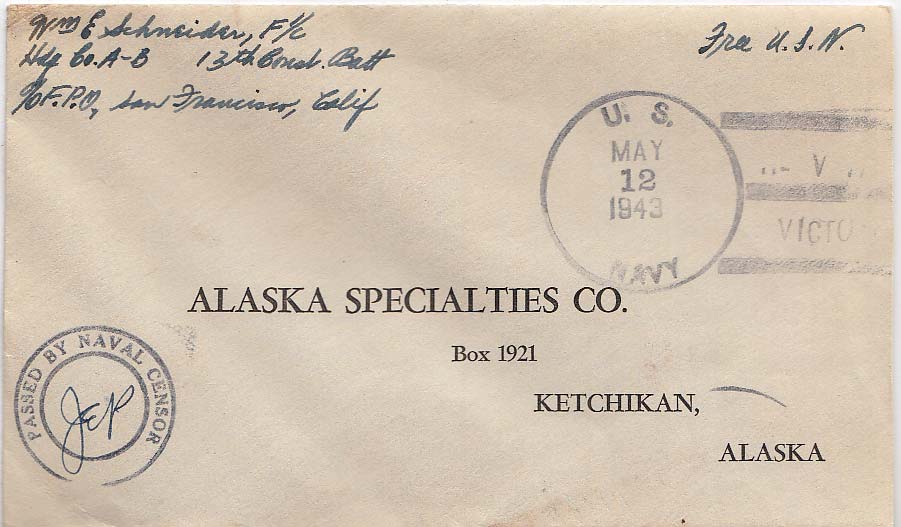 Wm E Schneider, F 1/c
Hdq Co. A-B 13th Const. Batt
c/o F.P.O, San Francisco, Calif
Free U.S.N.
U. S.
MAY
12
1943
NAVY
VICTO
ALASKA SPECIALTIES CO.
Box 1921
KETCHIKAN,
ALASKA
PASSED BY NAVAL CENSOR
JEP